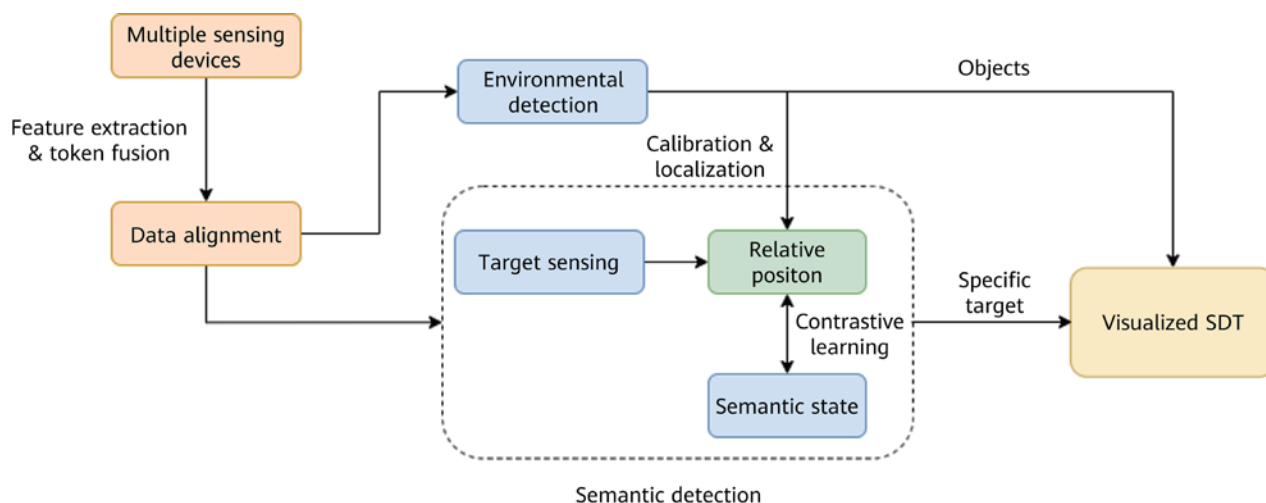 Multiple sensing
devices
Feature extraction
& token fusion
Data alignment
Environmental
detection
Objects
Calibration &
localization
Target sensing
Relative
positon
Contrastive
learning
Semantic state
Specific
target
Visualized SDT
Semantic detection